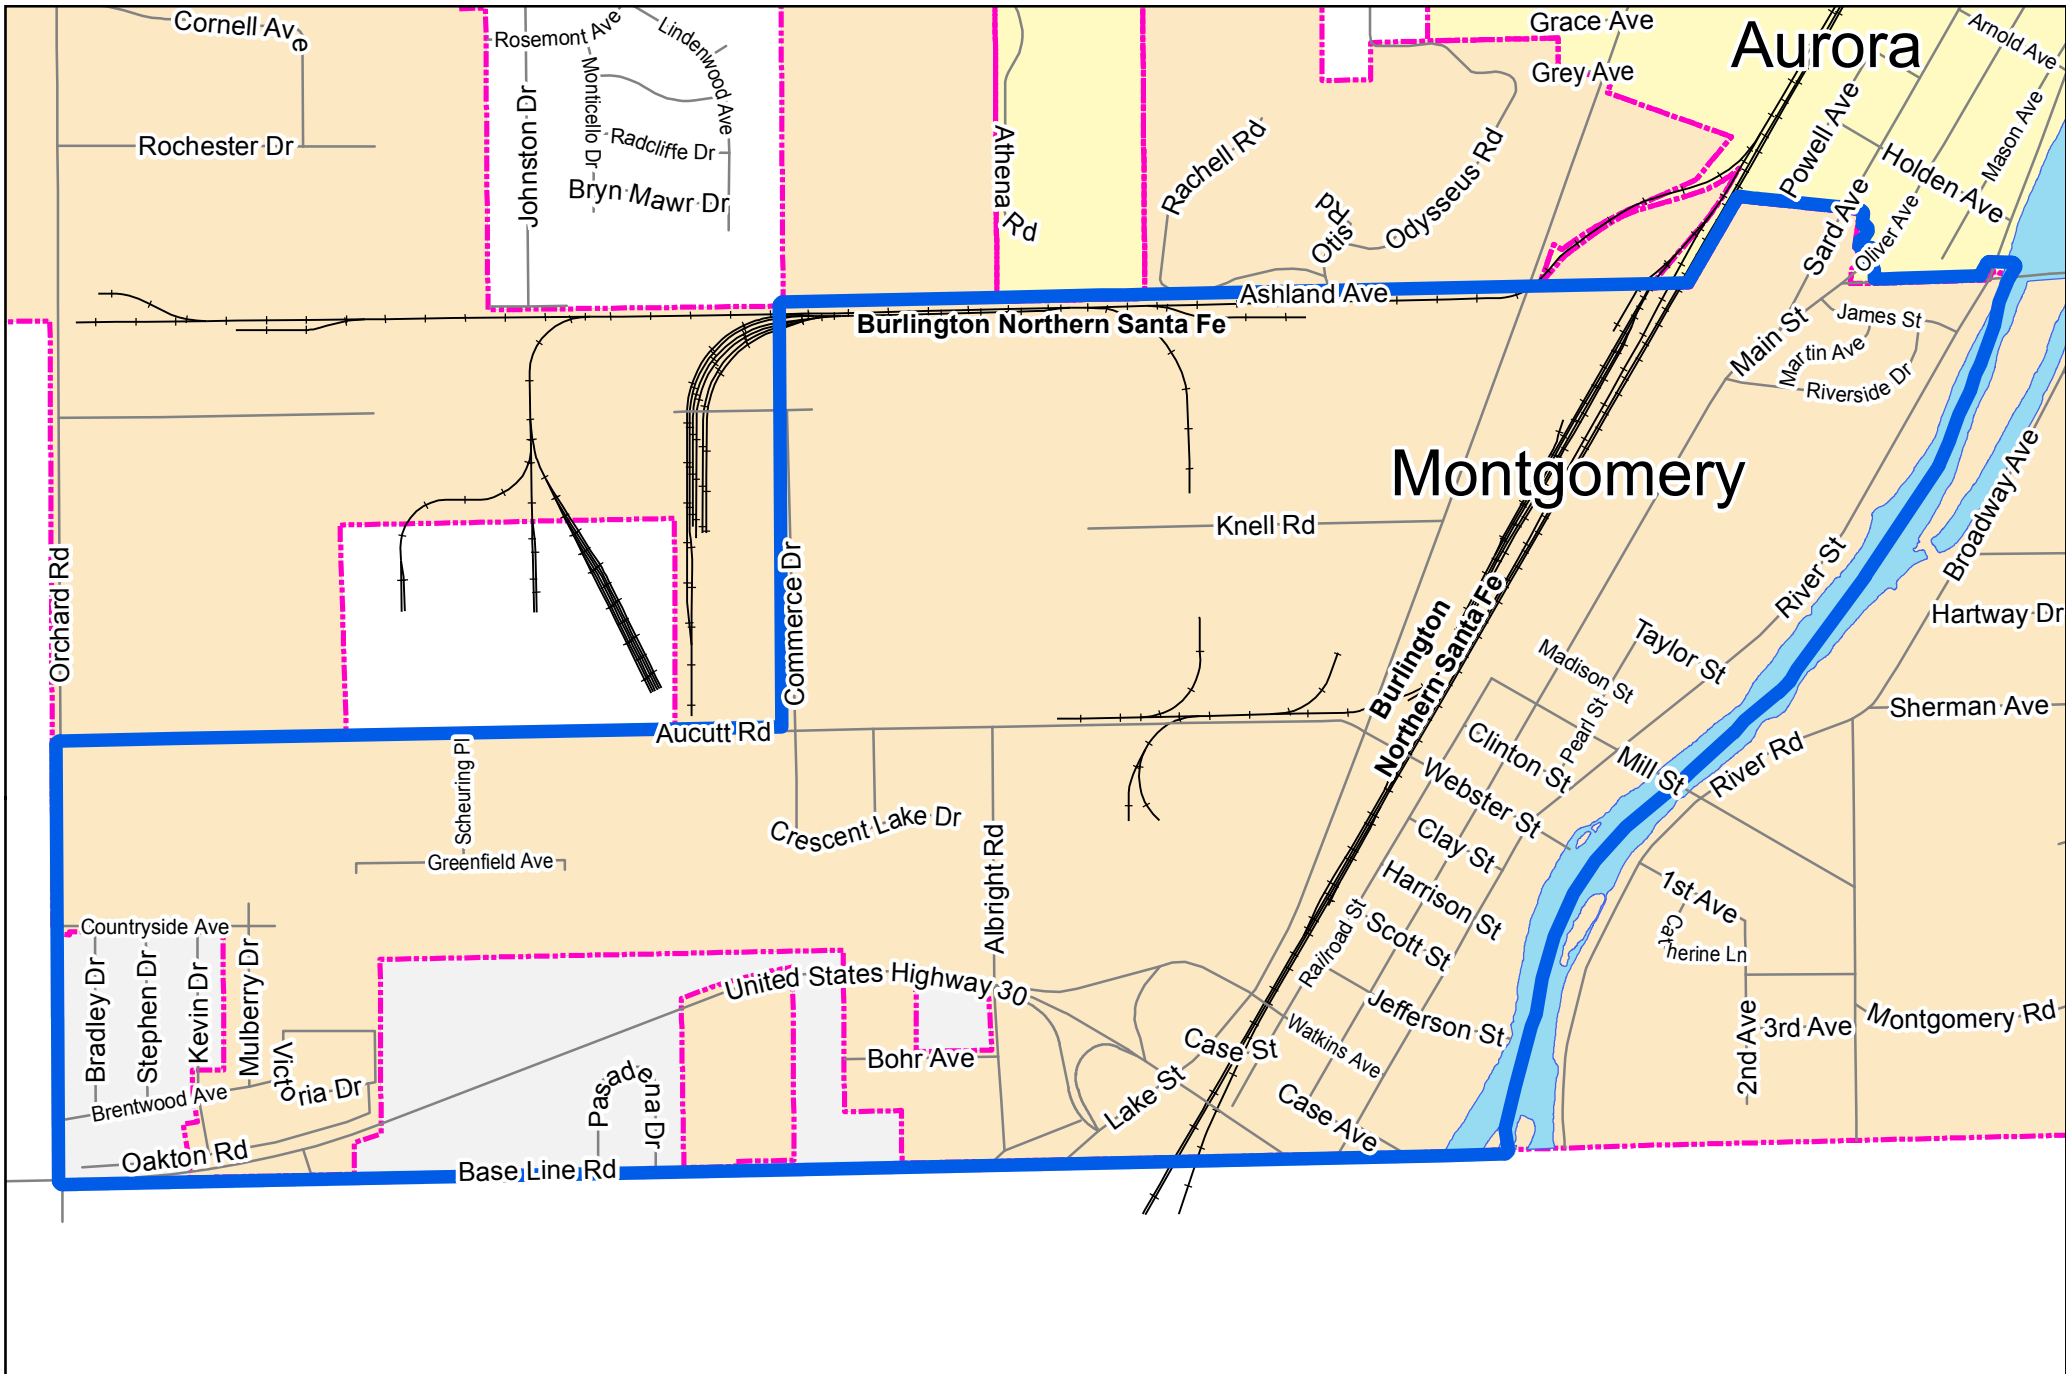 Cornell Ave
Rosemont Ave
Lindenwood Ave
Grace Ave
Aurora
Arnold Ave
Grey Ave
Johnston Dr
Monticello Dr
Rochester Dr
Radcliffe Dr
Bryn Mawr Dr
Athena Rd
Rachell Rd
Otis Rd
Odysseus Rd
Powell Ave
Holden Ave
Mason Ave
Sard Ave
Oliver Ave
Ashland Ave
Burlington Northern Santa Fe
Main St
James St
Martin Ave
Riverside Dr
Montgomery
Broadway Ave
Knell Rd
Orchard Rd
Commerce Dr
River St
Hartway Dr
Burlington
Northern Santa Fe
Taylor St
Madison St
Pearl St
Sherman Ave
Aucutt Rd
Clinton St
Mill St
River Rd
Scheuring Pl
Webster St
Crescent Lake Dr
Clay St
Greenfield Ave
Albright Rd
Harrison St
1st Ave
Catherine Ln
Countryside Ave
Railroad St
Scott St
Bradley Dr
Stephen Dr
Kevin Dr
Mulberry Dr
United States Highway 30
Jefferson St
2nd Ave
3rd Ave
Montgomery Rd
Victoria Dr
Pasadena Dr
Bohr Ave
Case St
Watkins Ave
Brentwood Ave
Lake St
Case Ave
Oakton Rd
Base Line Rd